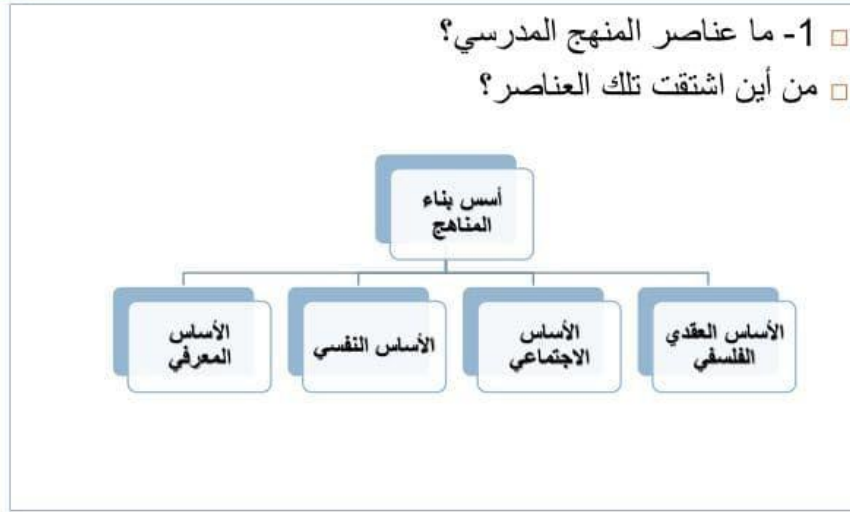 1- ما عناصر المنهج المدرسي؟
من أين اشتقت تلك العناصر؟
أسس بناء
المناهج
الأساس العقدي
الفلسفي
الأساس
الاجتماعي
الأساس النفسي
الأساس
المعرفي